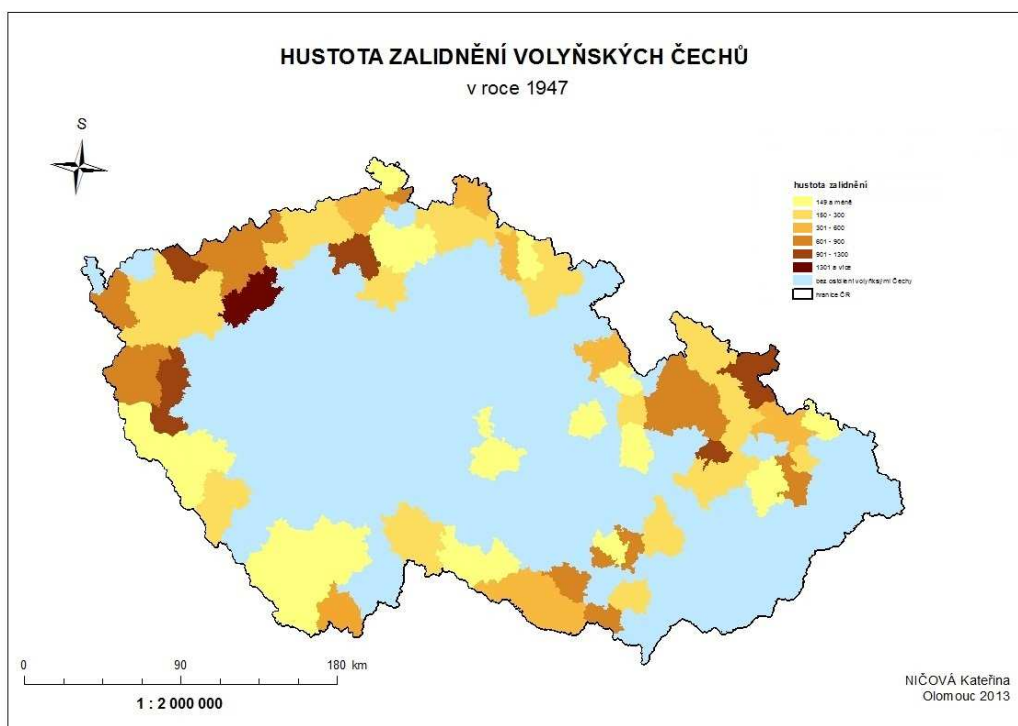 HUSTOTA ZALIDNĚNÍ VOLYŇSKÝCH ČECHŮ
v roce 1947
S
hustota zalidnění
149 a méně
150 - 300
301 - 600
601 - 900
901 - 1300
1301 a více
bez osídlení volyňskými Čechy
hranice ČR
0 90 180 km
1 : 2 000 000
NIČOVÁ Kateřina
Olomouc 2013